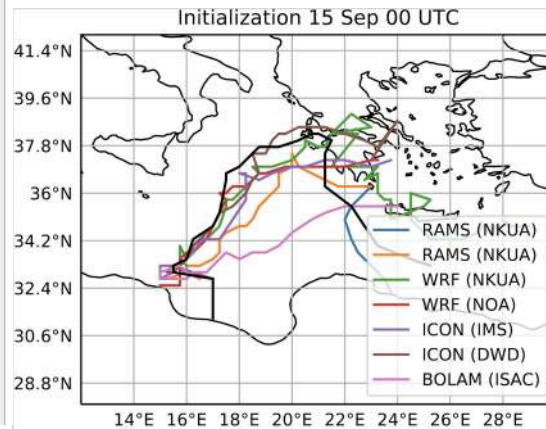 Initialization 15 Sep 00 UTC
41.4°N
39.6°N
37.8°N
36°N
34.2°N
32.4°N
30.6°N
28.8°N
RAMS (NKUA)
RAMS (NKUA)
WRF (NKUA)
WRF (NOA)
ICON (IMS)
ICON (DWD)
BOLAM (ISAC)
14°E 16°E 18°E 20°E 22°E 24°E 26°E 28°E